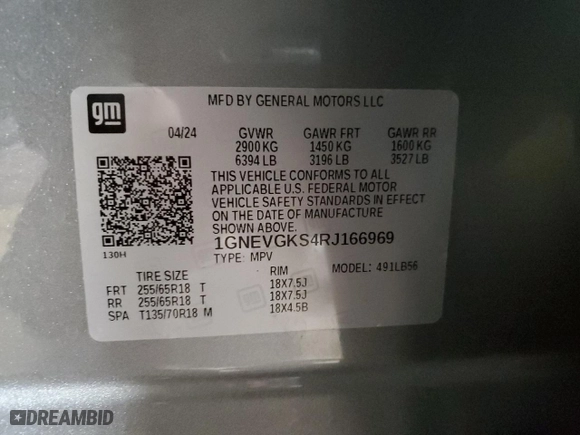 gm
MFD BY GENERAL MOTORS LLC
04/24 GVWR GAWR FRT GAWR RR
2900 KG 1450 KG 1600 KG
6394 LB 3196 LB 3527 LB
THIS VEHICLE CONFORMS TO ALL
APPLICABLE U.S. FEDERAL MOTOR
VEHICLE SAFETY STANDARDS IN EFFECT
ON THE DATE OF MANUFACTURE
SHOWN ABOVE.
130H
1GNEVGKS4RJ166969
TYPE: MPV MODEL: 491LB56
TIRE SIZE RIM
FRT 255/65R18 T 18X7.5J
RR 255/65R18 T 18X7.5J
SPA T135/70R18 M 18X4.5B
DREAMBID